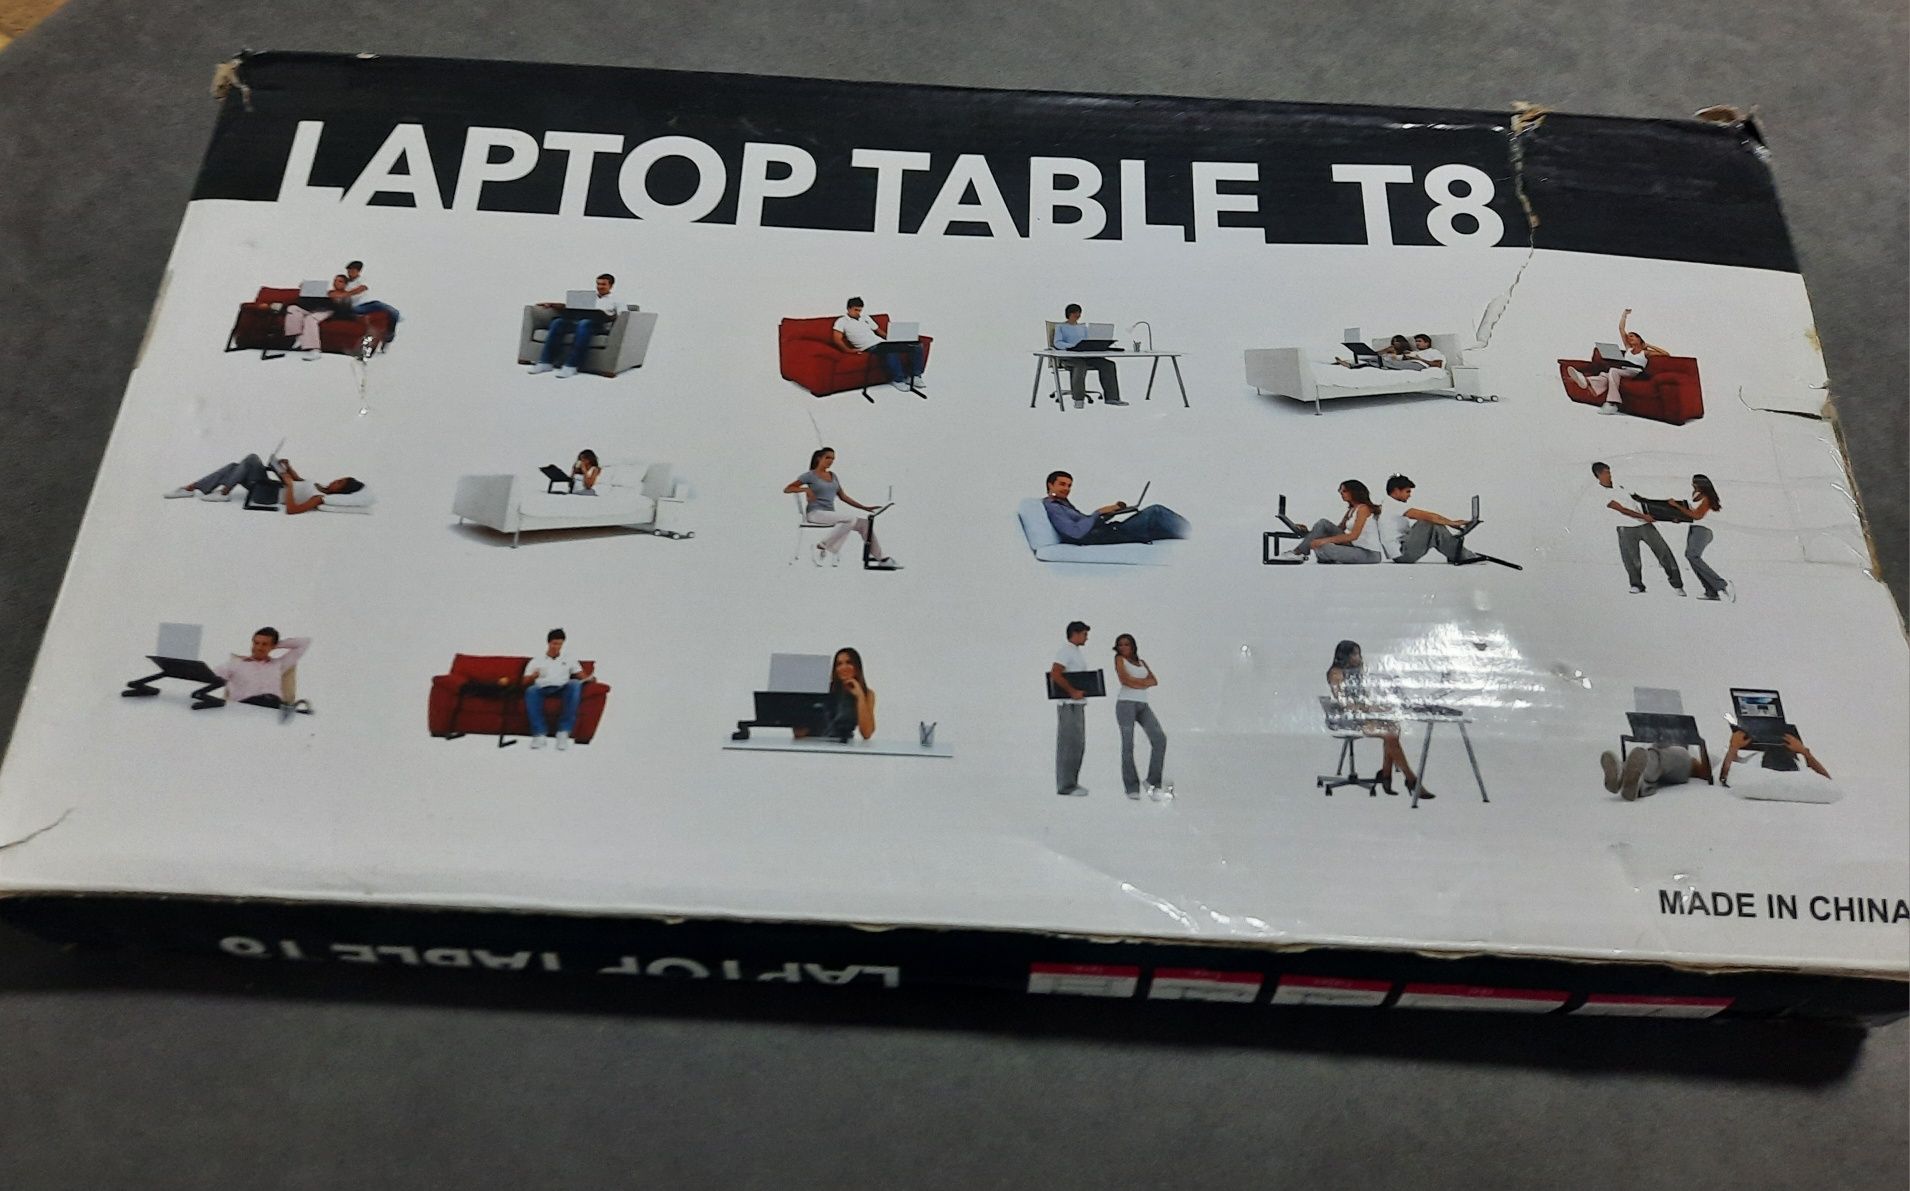 LAPTOP TABLE T8
MADE IN CHINA
LAPTOP TABLE T8